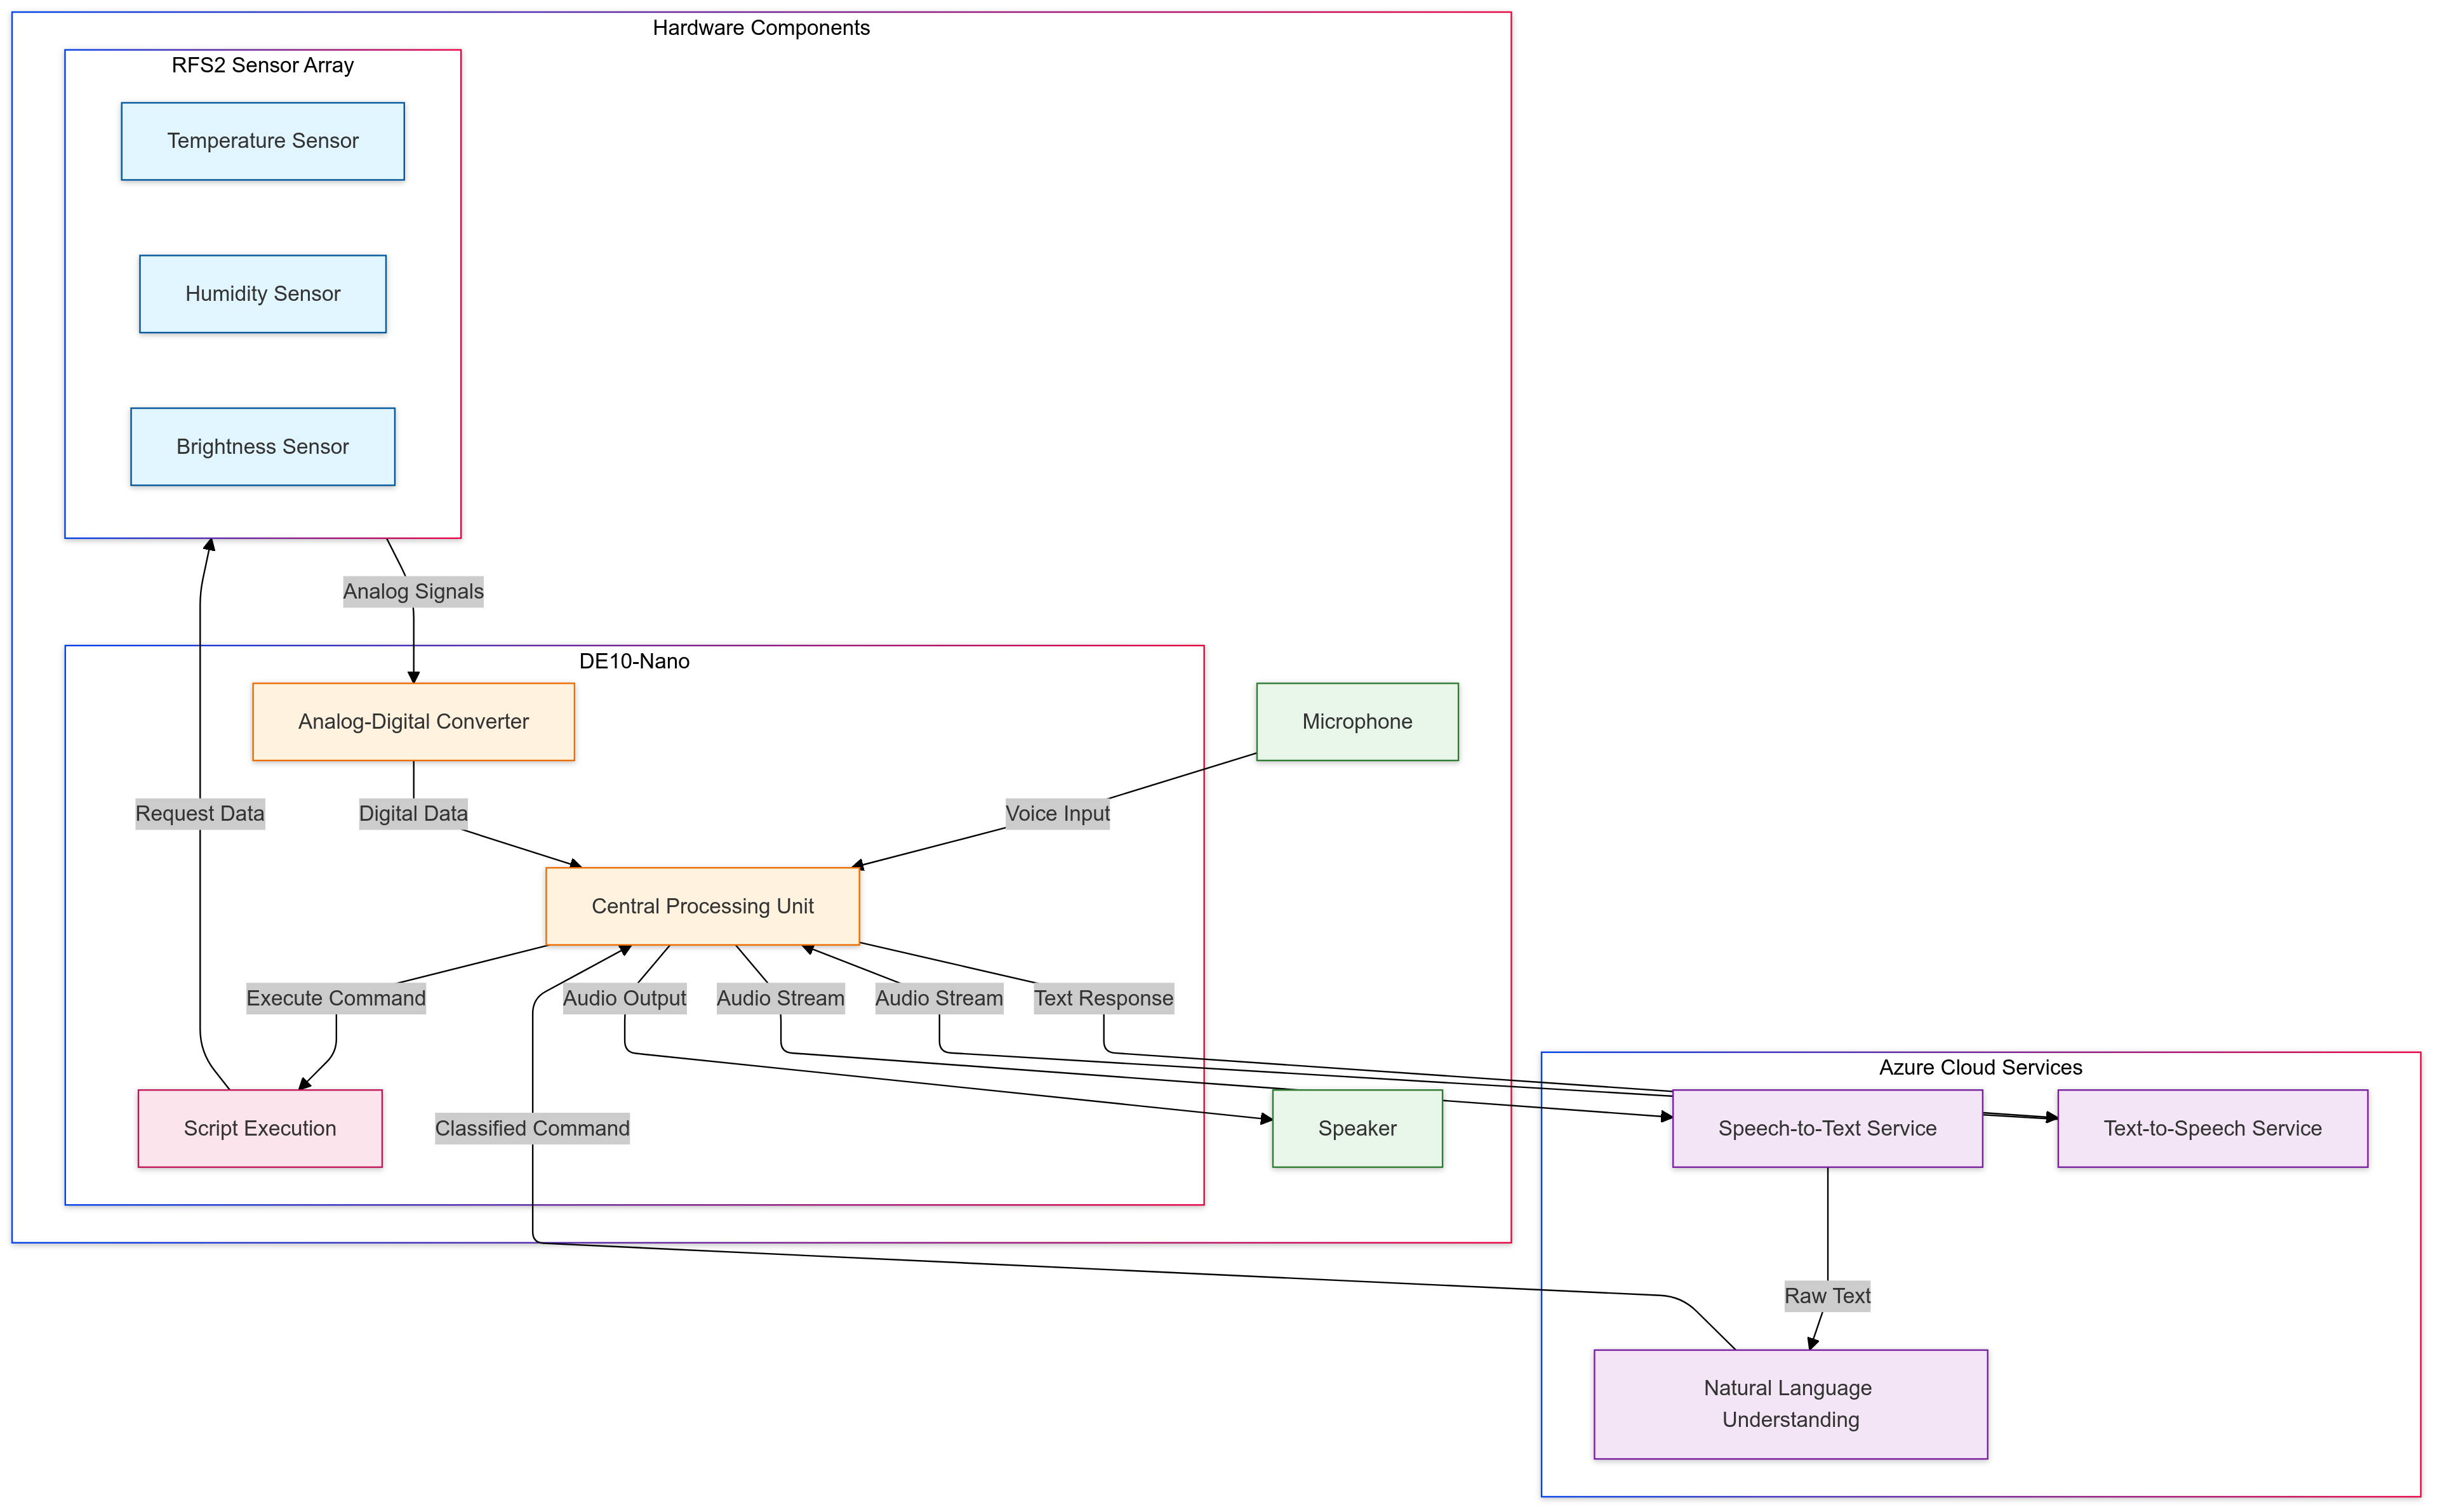 Hardware Components
RFS2 Sensor Array
Temperature Sensor
Humidity Sensor
Brightness Sensor
Analog Signals
DE10-Nano
Analog-Digital Converter
Microphone
Request Data
Digital Data
Voice Input
Central Processing Unit
Execute Command
Audio Output
Audio Stream
Audio Stream
Text Response
Script Execution
Classified Command
Speaker
Azure Cloud Services
Speech-to-Text Service
Text-to-Speech Service
Raw Text
Natural Language
Understanding